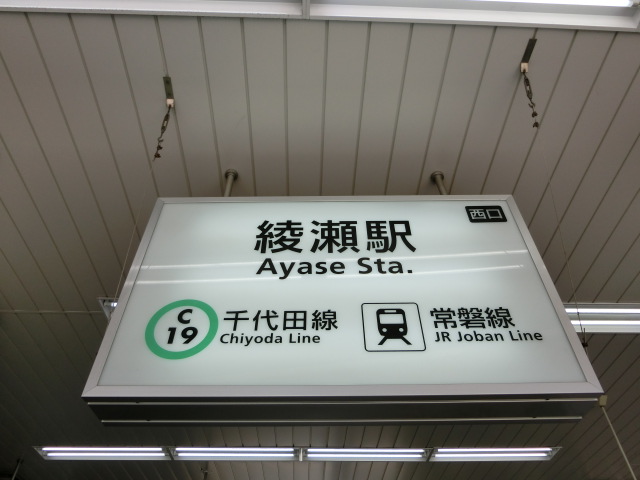 西口
綾瀬駅
Ayase Sta.
C
19
千代田線
Chiyoda Line
常磐線
JR Joban Line